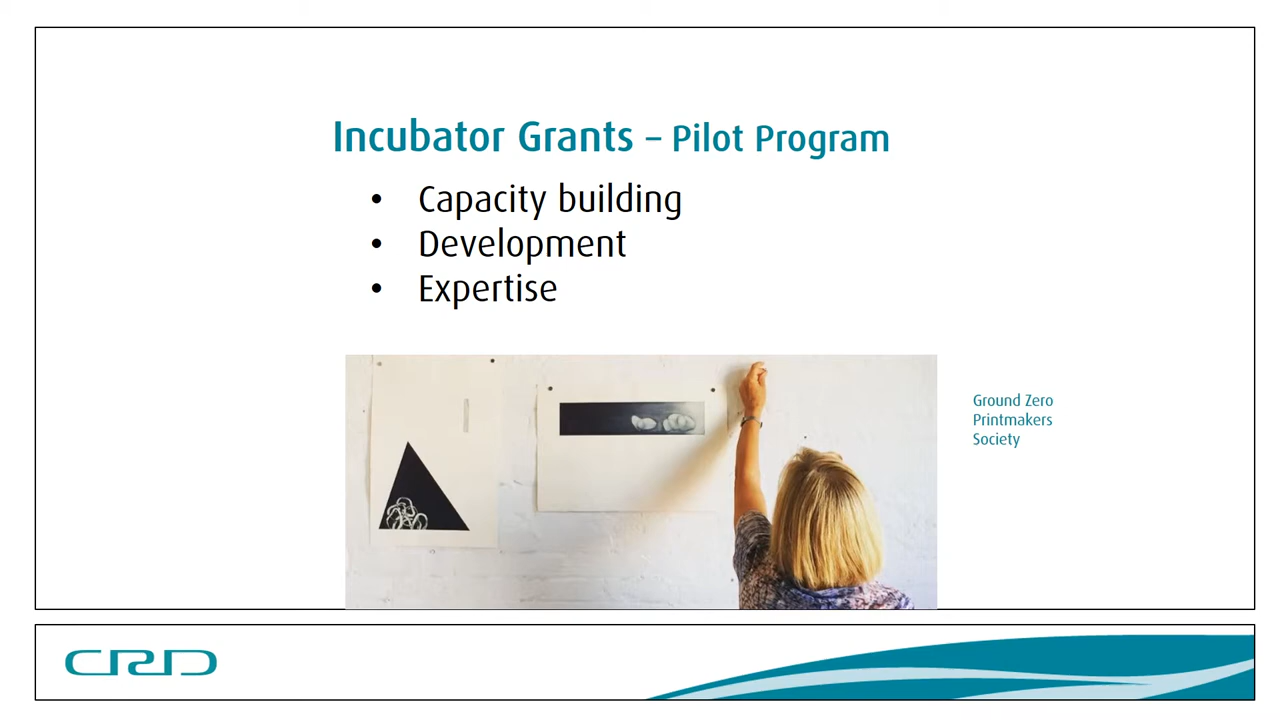 Incubator Grants – Pilot Program
• Capacity building
• Development
• Expertise
Ground Zero
Printmakers
Society
CRD